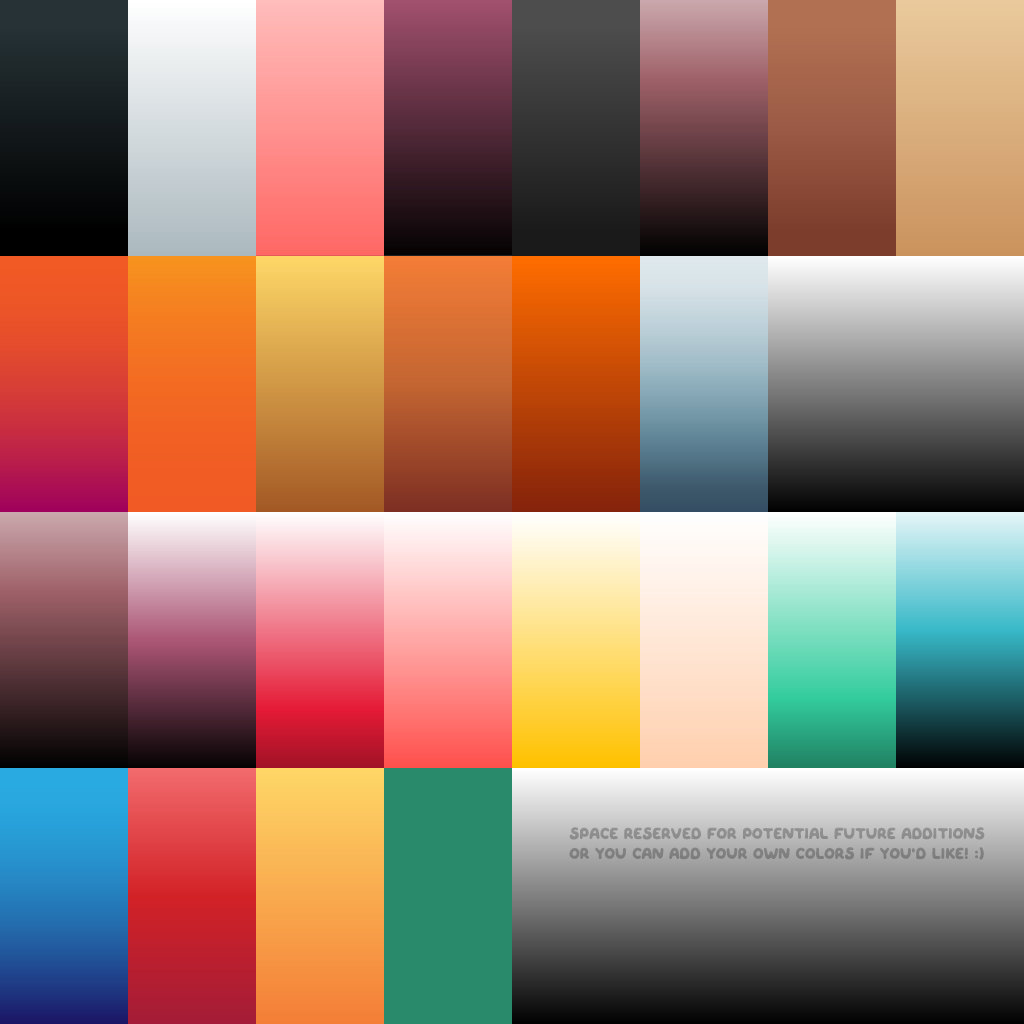 SPACE RESERVED FOR POTENTIAL FUTURE ADDITIONS
OR YOU CAN ADD YOUR OWN COLORS IF YOU'D LIKE! :)